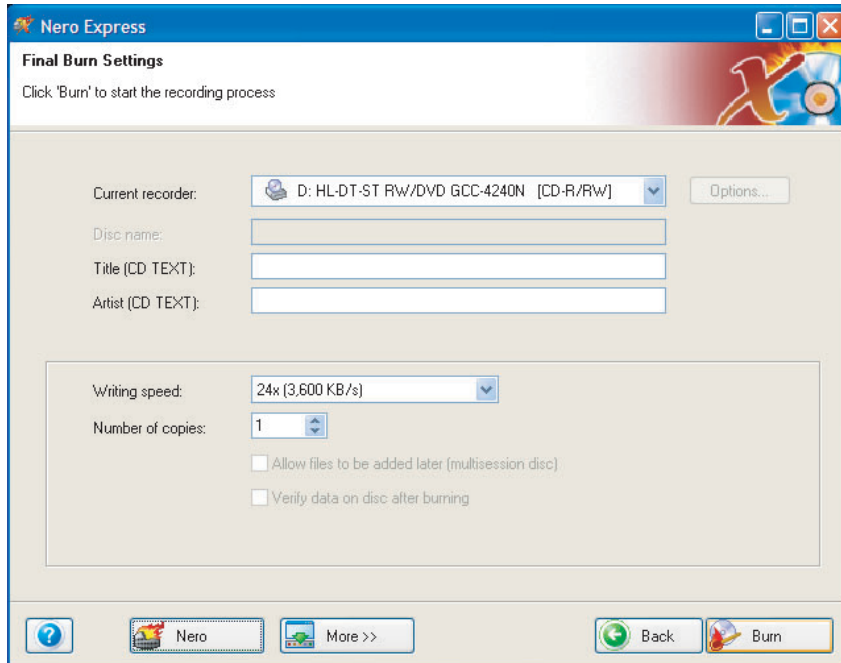 Nero Express
Final Burn Settings
Click 'Burn' to start the recording process
Current recorder: D: HL-DT-ST RW/DVD GCC-4240N [CD-R/RW] Options...
Disc name:
Title (CD TEXT):
Artist (CD TEXT):
Writing speed: 24x (3,600 KB/s)
Number of copies: 1
Allow files to be added later (multisession disc)
Verify data on disc after burning
? Nero More >> Back Burn